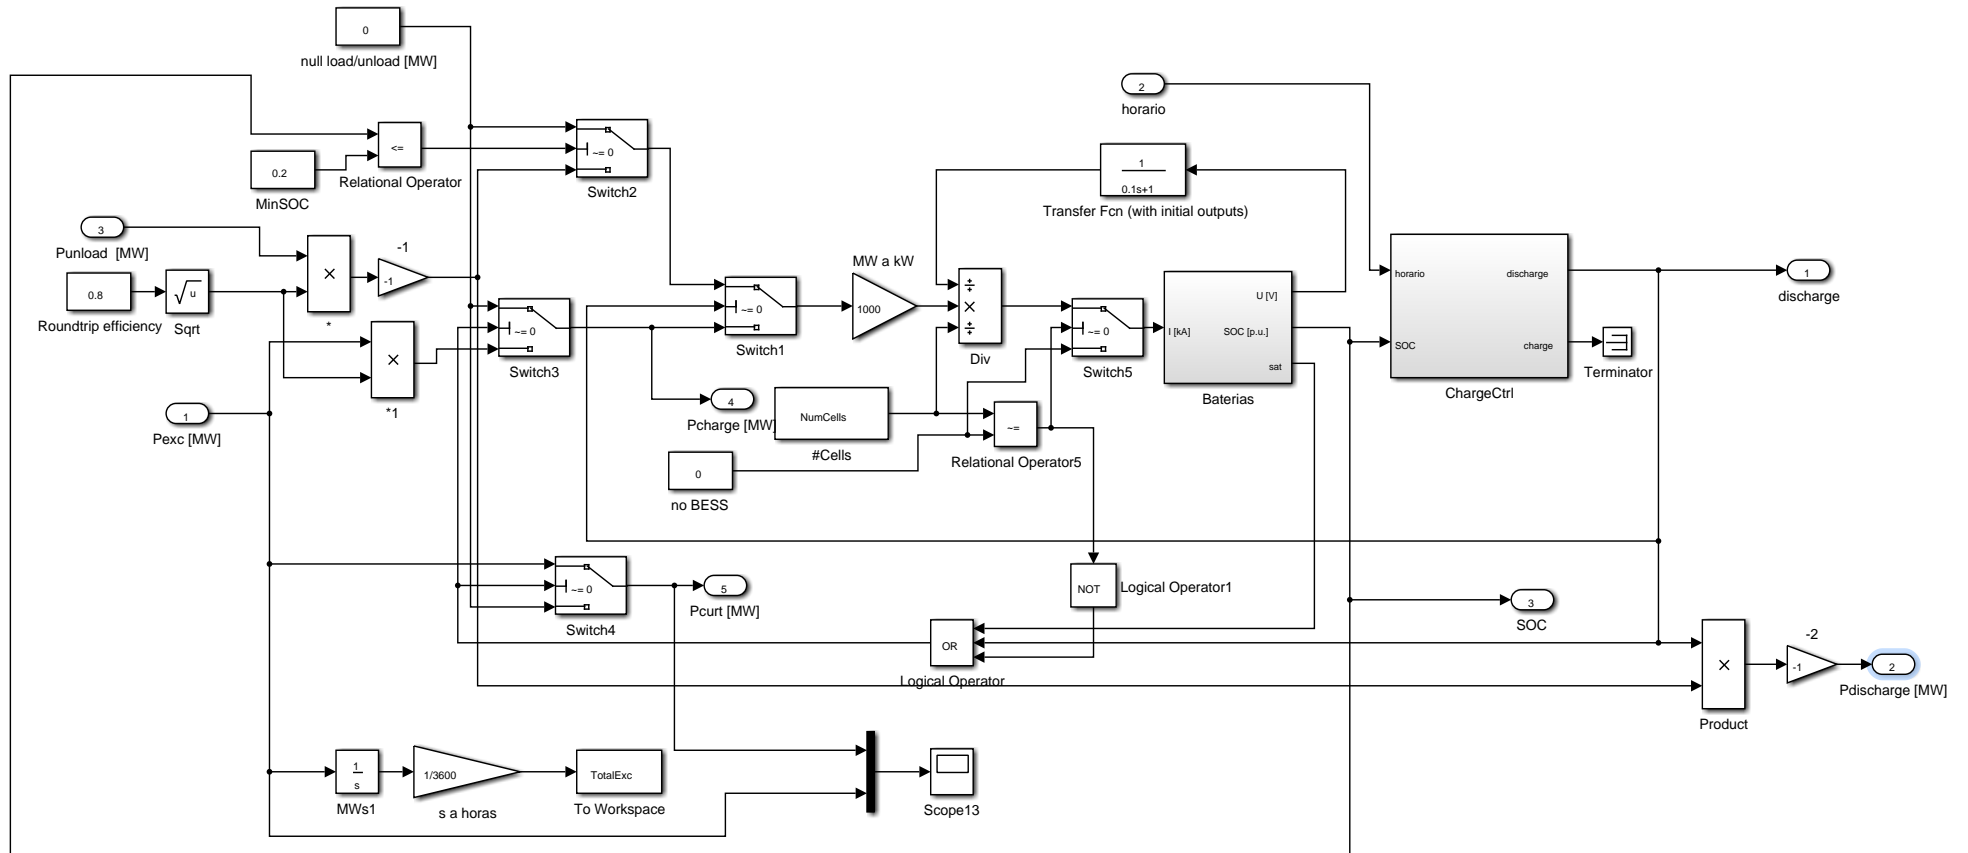 0
null load/unload [MW]
2
horario
<=
Relational Operator
0.2
MinSOC
~= 0
Switch2
1
0.1s+1
Transfer Fcn (with initial outputs)
3
Punload [MW]
0.8
Roundtrip efficiency
u
Sqrt
×
*
-1
-1
×
*1
~= 0
Switch3
~= 0
Switch1
MW a kW
1000
÷
×
÷
Div
~= 0
Switch5
U [V]
I [kA]
SOC [p.u.]
sat
Baterias
horario
discharge
SOC
charge
ChargeCtrl
1
discharge
Terminator
1
Pexc [MW]
4
Pcharge [MW]
NumCells
#Cells
~=
Relational Operator5
0
no BESS
~= 0
Switch4
5
Pcurt [MW]
NOT
Logical Operator1
OR
Logical Operator
3
SOC
×
Product
-2
-1
2
Pdischarge [MW]
1
s
MWs1
1/3600
s a horas
TotalExc
To Workspace
Scope13